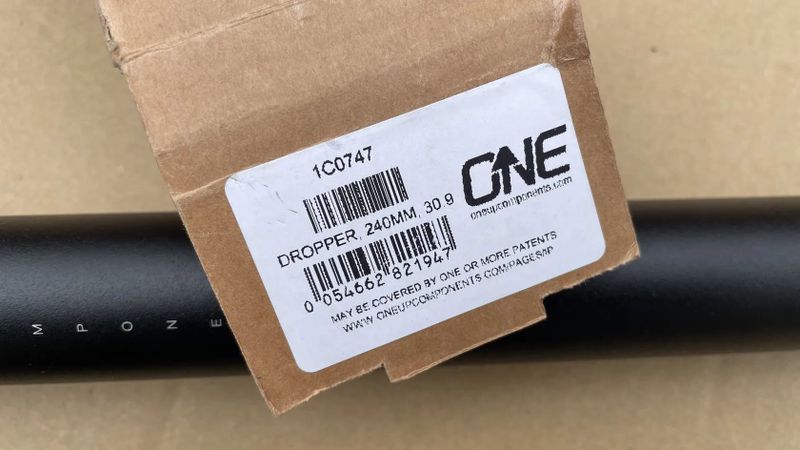 1C0747
ONE
oneupcomponents.com
DROPPER, 240MM, 30.9
0 054662 821947
MAY BE COVERED BY ONE OR MORE PATENTS
WWW.ONEUPCOMPONENTS.COM/PAGES/IP
M P O N E